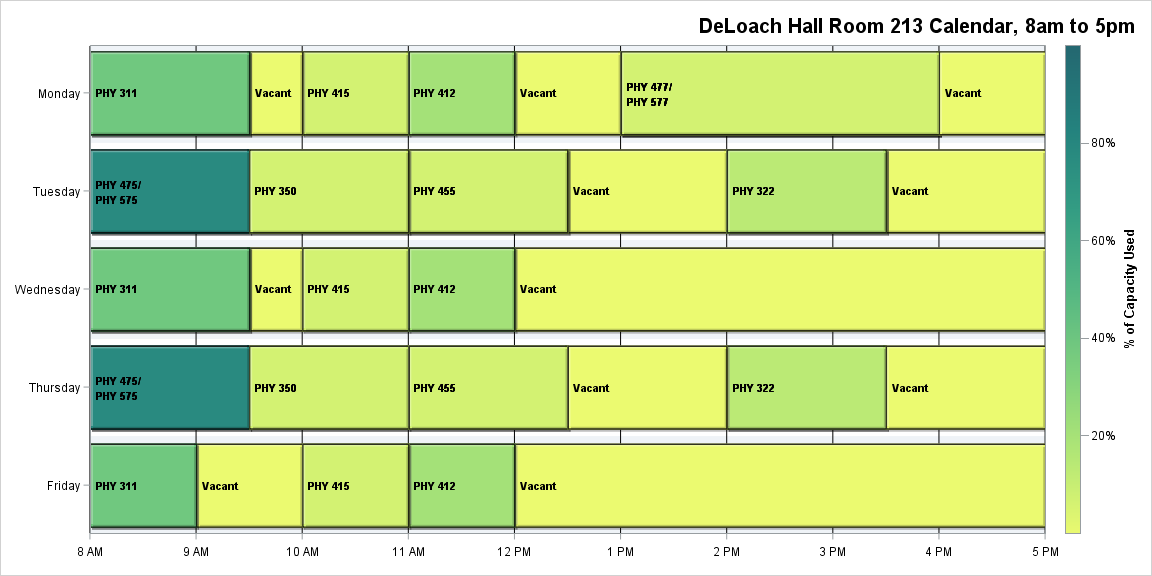 DeLoach Hall Room 213 Calendar, 8am to 5pm
Monday
PHY 311
Vacant
PHY 415
PHY 412
Vacant
PHY 477/
PHY 577
Vacant
Tuesday
PHY 475/
PHY 575
PHY 350
PHY 455
Vacant
PHY 322
Vacant
Wednesday
PHY 311
Vacant
PHY 415
PHY 412
Vacant
Thursday
PHY 475/
PHY 575
PHY 350
PHY 455
Vacant
PHY 322
Vacant
Friday
PHY 311
Vacant
PHY 415
PHY 412
Vacant
8 AM
9 AM
10 AM
11 AM
12 PM
1 PM
2 PM
3 PM
4 PM
5 PM
80%
60%
40%
20%
% of Capacity Used